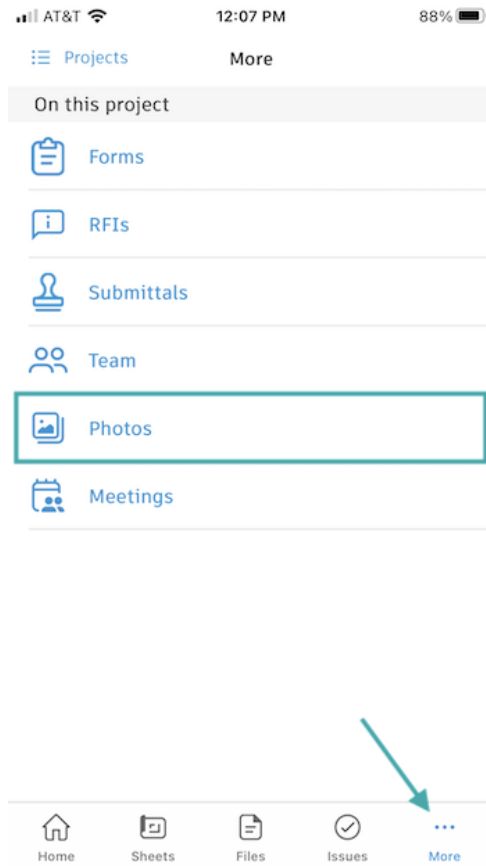 AT&T 12:07 PM 88%
Projects More
On this project
Forms
RFIs
Submittals
Team
Photos
Meetings
Home Sheets Files Issues More